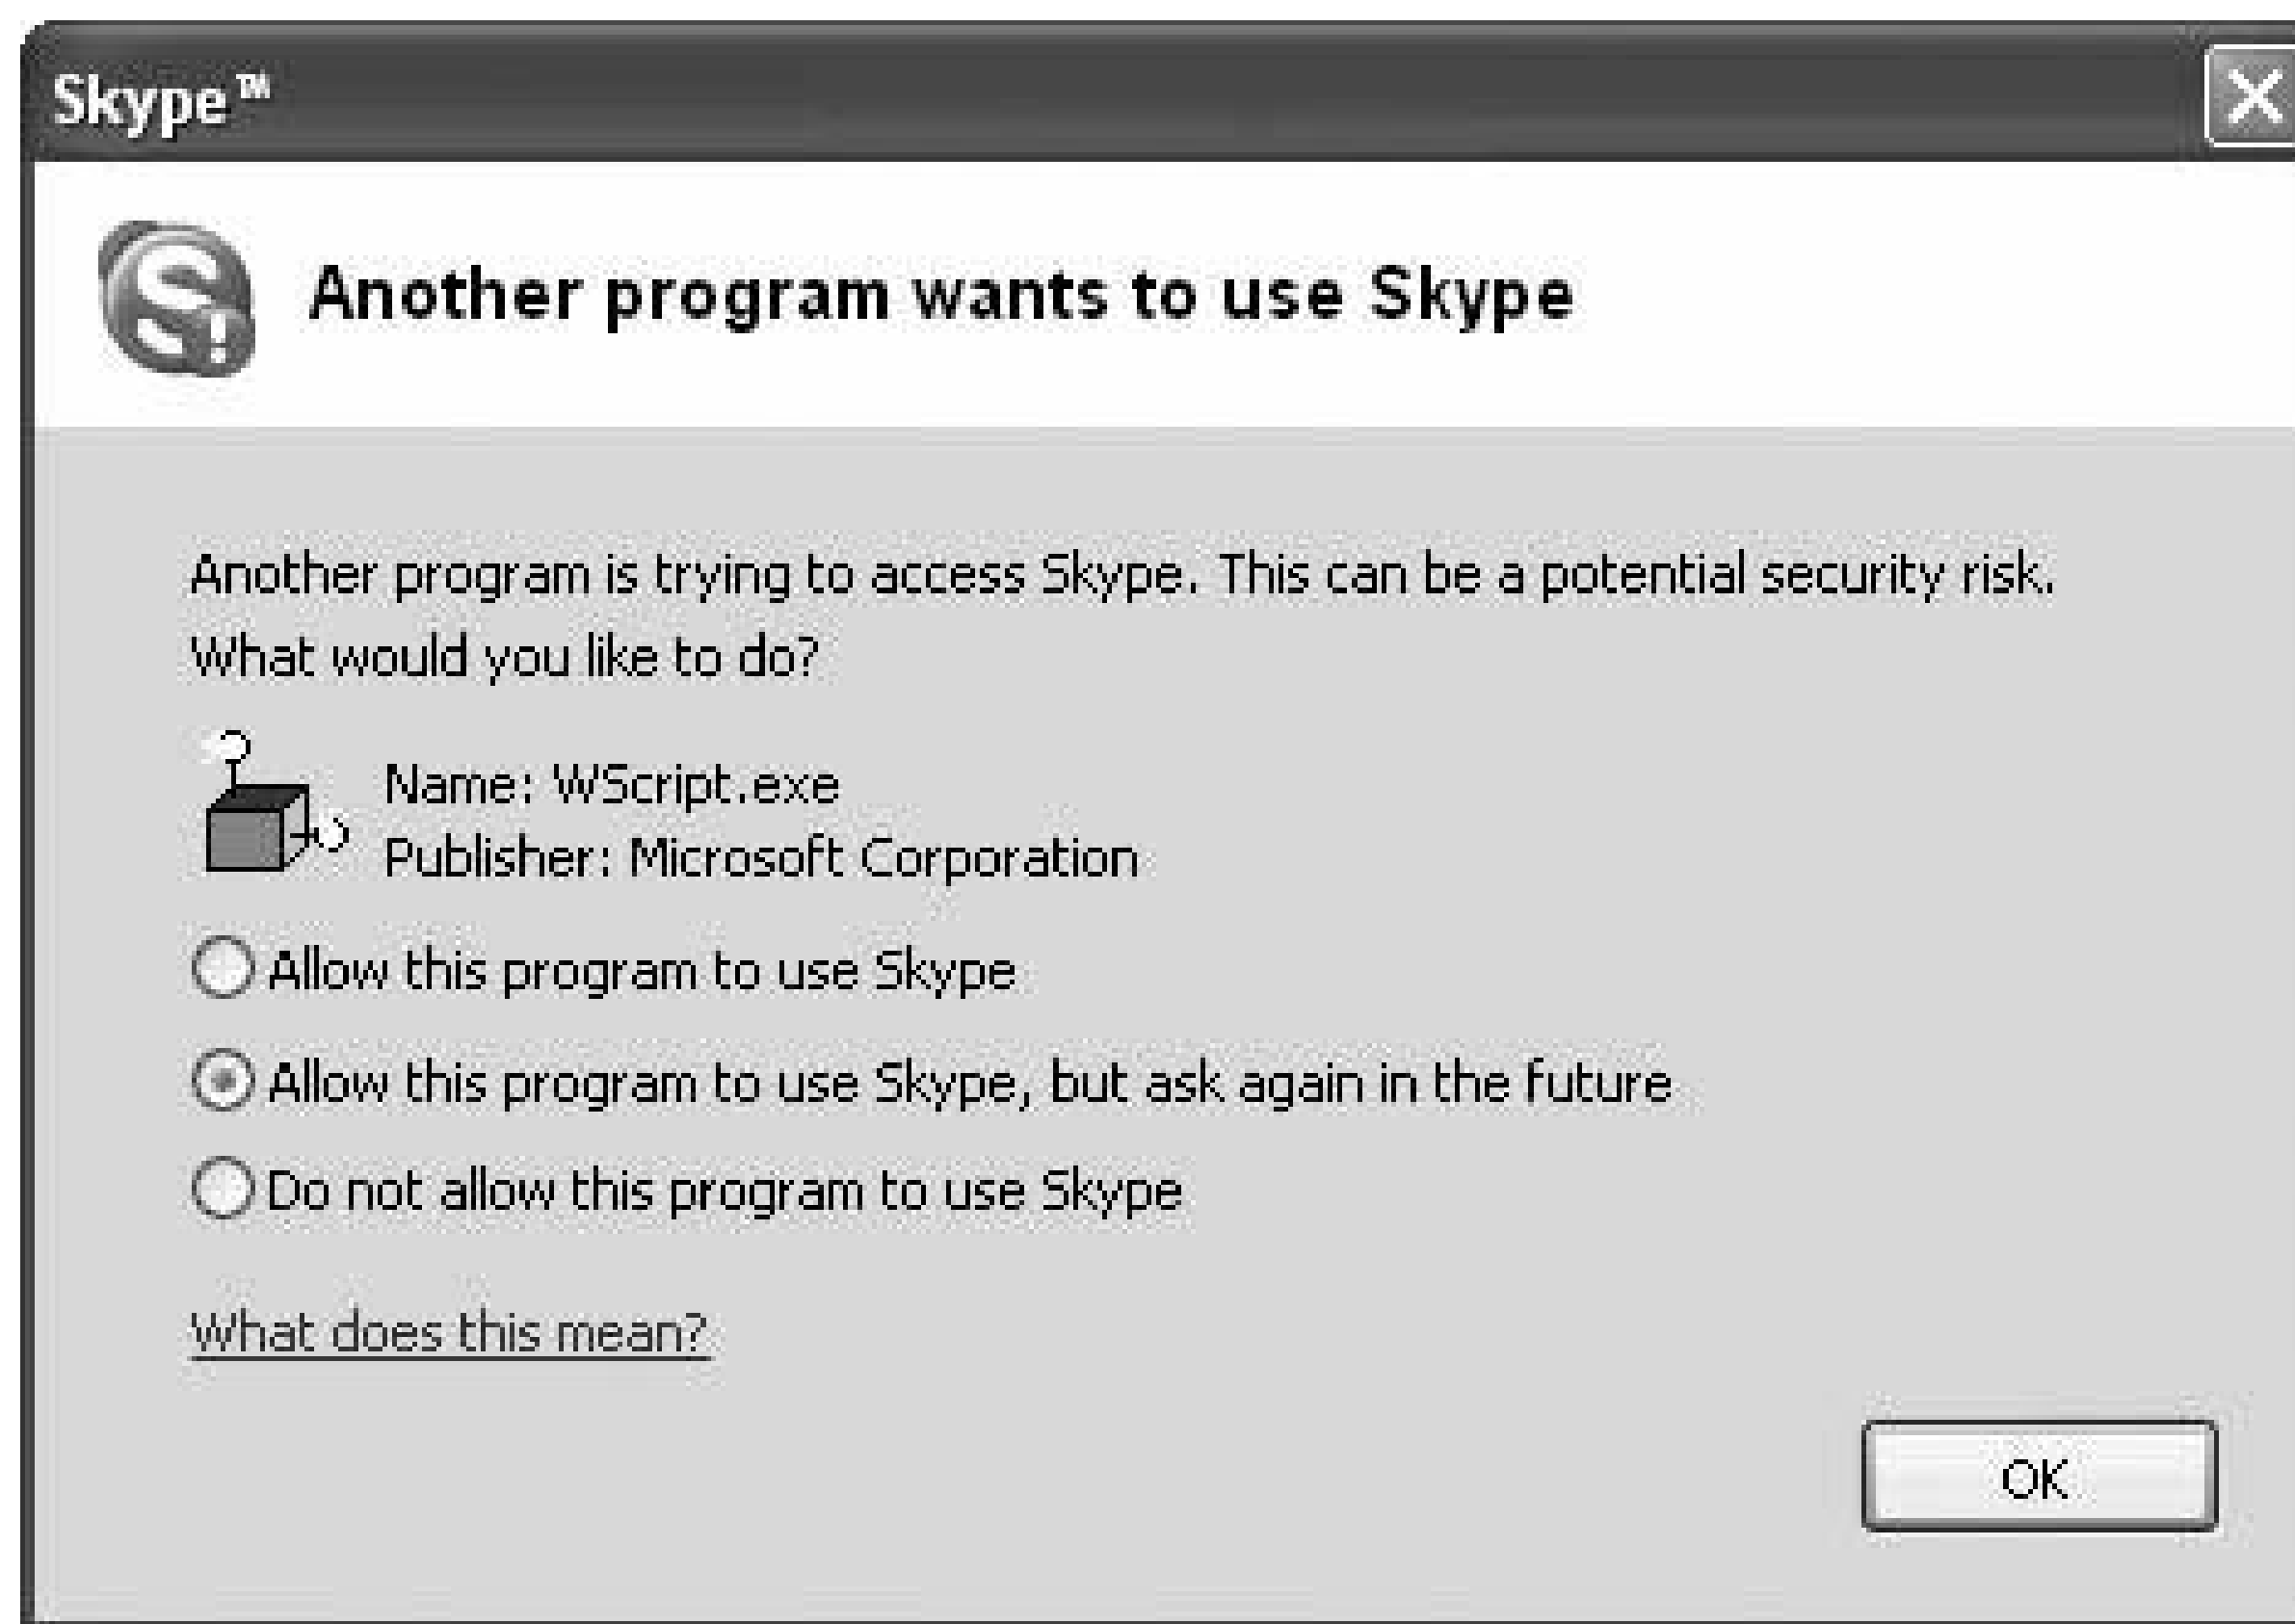 Skype™
Another program wants to use Skype
Another program is trying to access Skype. This can be a potential security risk.
What would you like to do?
Name: WScript.exe
Publisher: Microsoft Corporation
Allow this program to use Skype
Allow this program to use Skype, but ask again in the future
Do not allow this program to use Skype
What does this mean?
OK